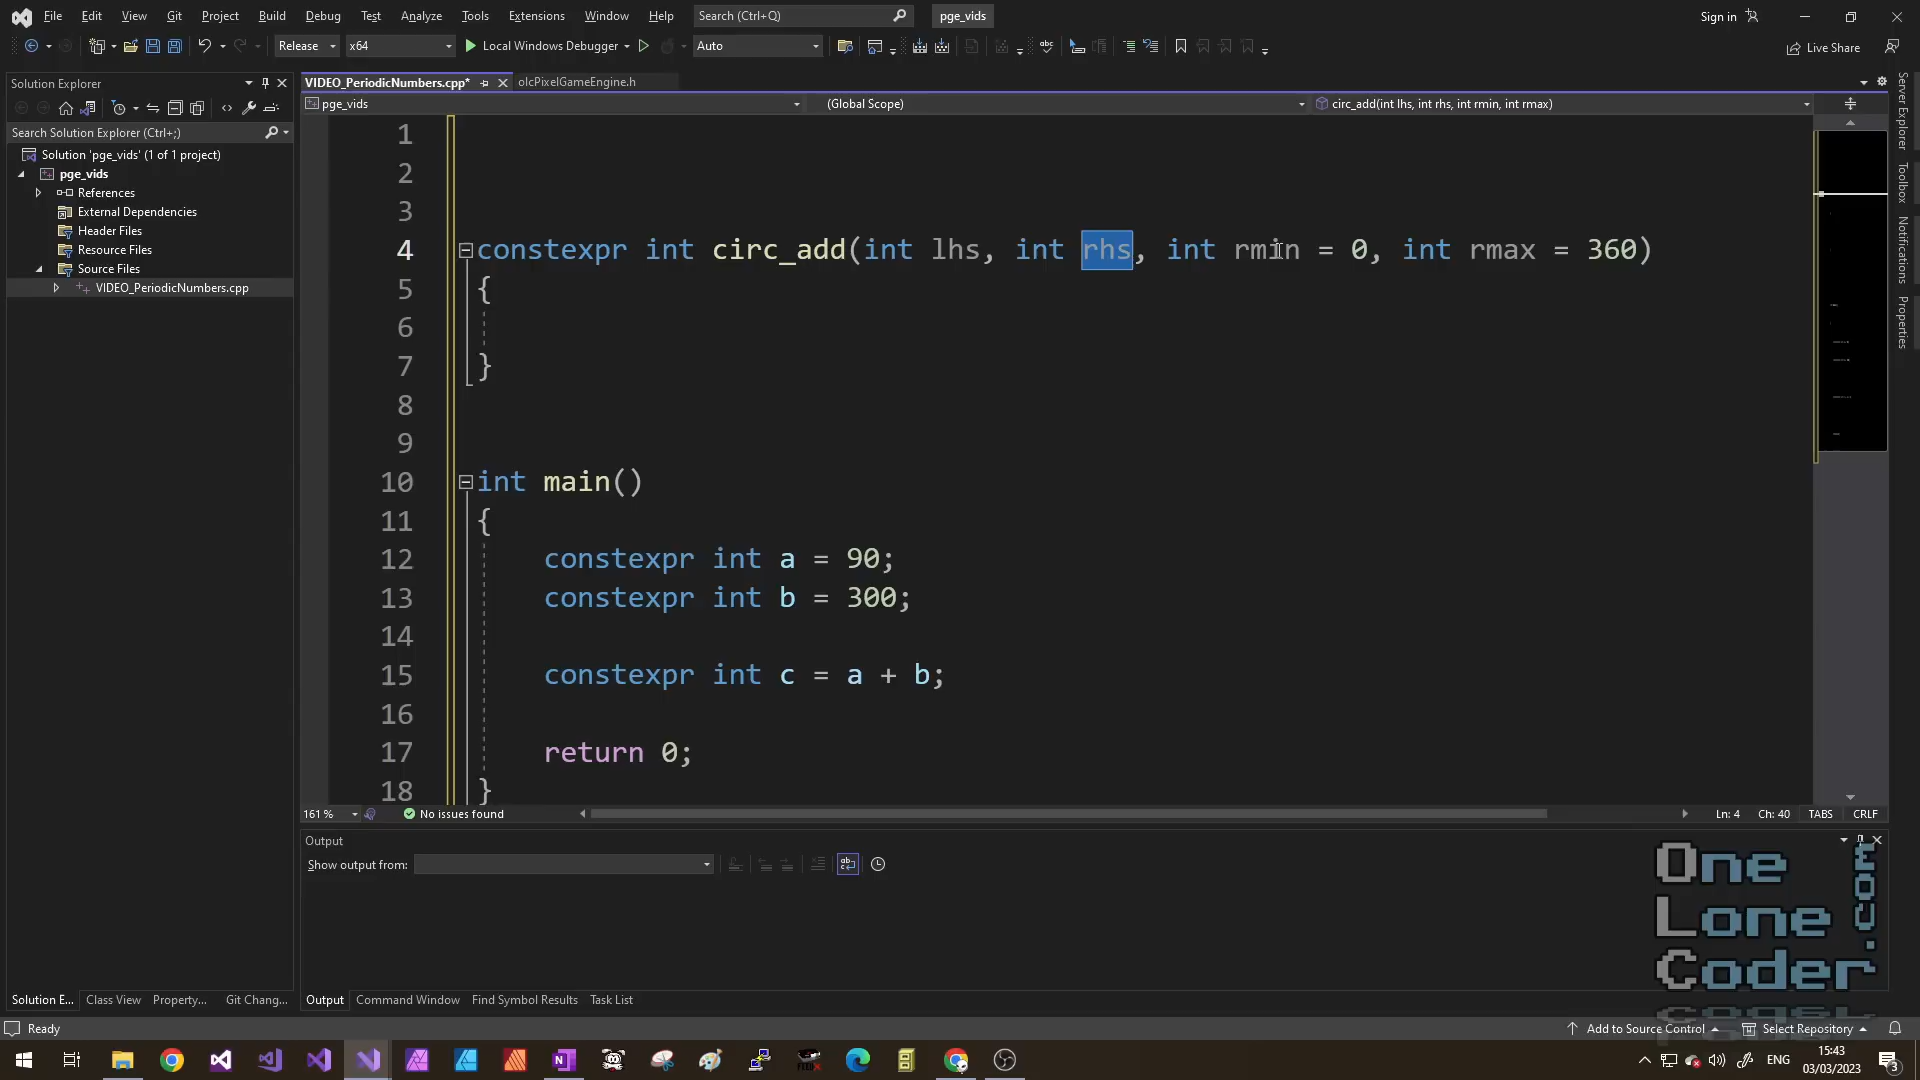 File Edit View Git Project Build Debug Test Analyze Tools Extensions Window Help Search (Ctrl+Q) pge_vids Sign in
Release x64 Local Windows Debugger Auto Live Share
Solution Explorer
Search Solution Explorer (Ctrl+;)
Solution 'pge_vids' (1 of 1 project)
pge_vids
References
External Dependencies
Header Files
Resource Files
Source Files
VIDEO_PeriodicNumbers.cpp
VIDEO_PeriodicNumbers.cpp* olcPixelGameEngine.h
pge_vids (Global Scope) circ_add(int lhs, int rhs, int rmin, int rmax)
1
2
3
4 constexpr int circ_add(int lhs, int rhs, int rmin = 0, int rmax = 360)
5 {
6
7 }
8
9
10 int main()
11 {
12 constexpr int a = 90;
13 constexpr int b = 300;
14
15 constexpr int c = a + b;
16
17 return 0;
18 }
161 % No issues found Ln: 4 Ch: 40 TABS CRLF
Output
Show output from:
Solution E... Class View Property... Git Chang... Output Command Window Find Symbol Results Task List
Server Explorer
Toolbox
Notifications
Properties
One
Lone
Coder
.com
Ready Add to Source Control Select Repository
ENG 15:43
03/03/2023
3